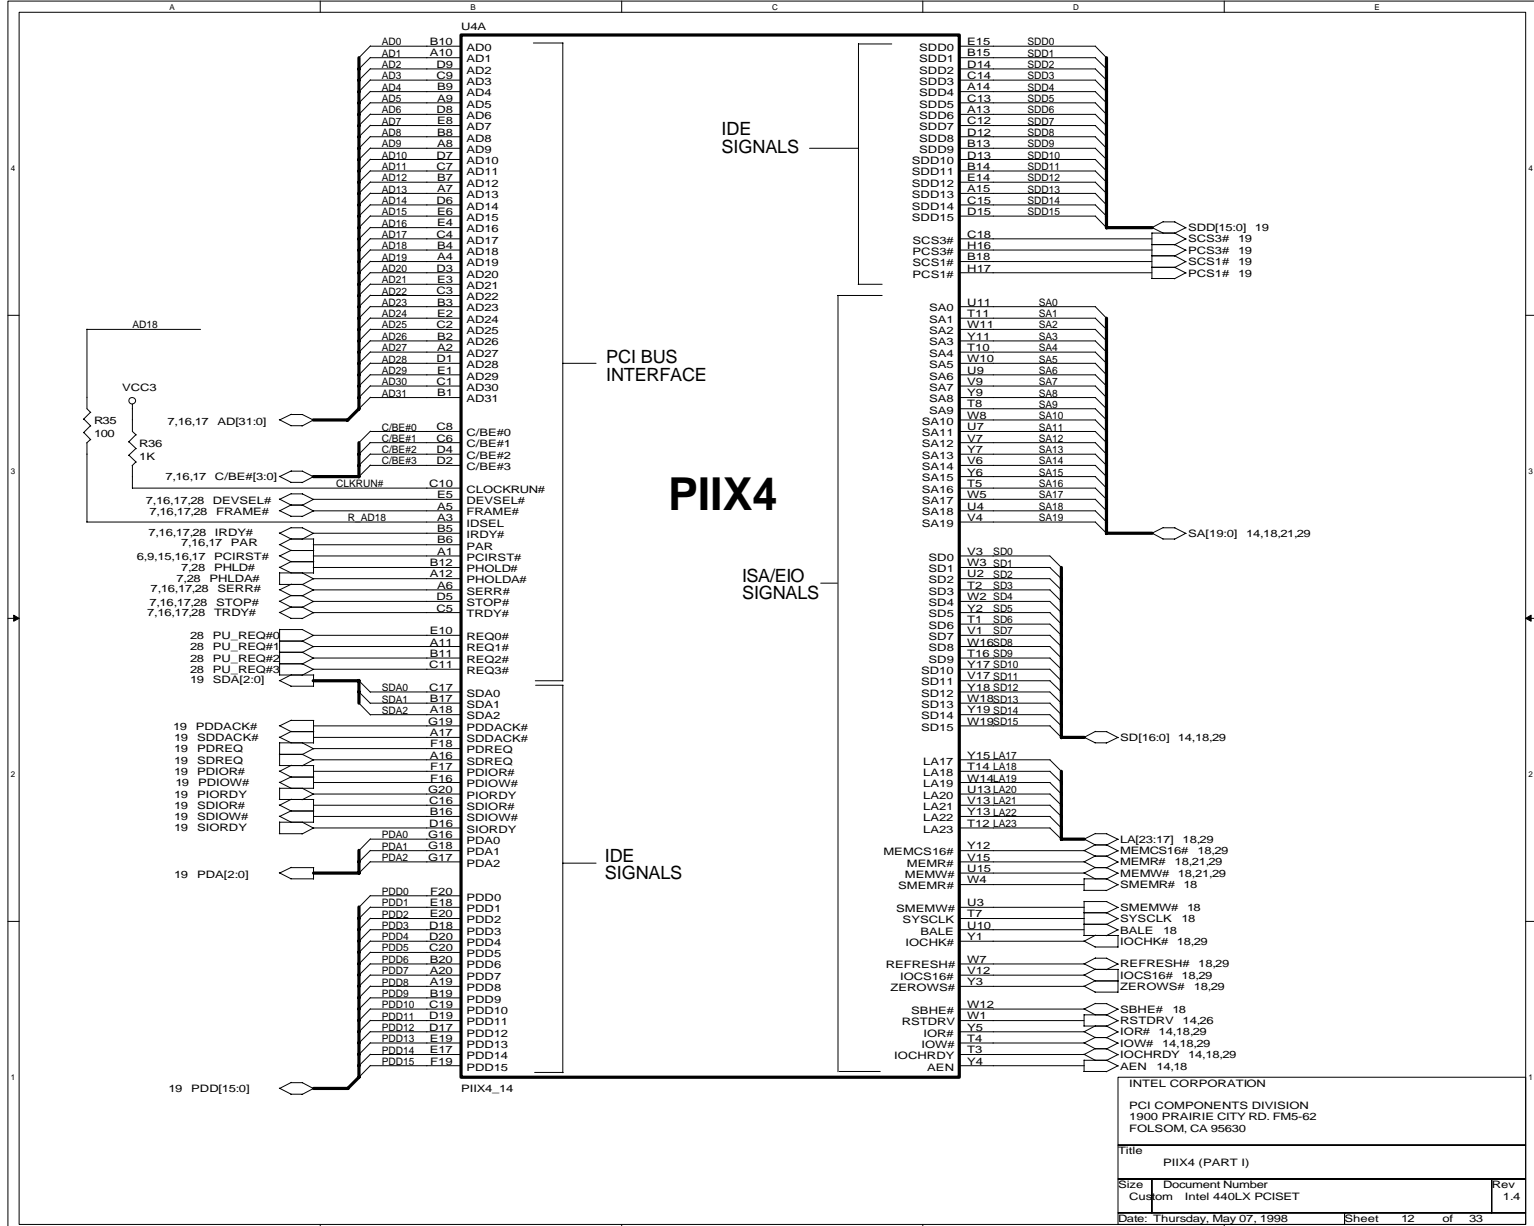 A B C D E
U4A
AD0 B10 AD0
AD1 A10 AD1
AD2 D9 AD2
AD3 C9 AD3
AD4 B9 AD4
AD5 A9 AD5
AD6 D8 AD6
AD7 E8 AD7
AD8 B8 AD8
AD9 A8 AD9
AD10 D7 AD10
AD11 C7 AD11
AD12 B7 AD12
AD13 A7 AD13
AD14 D6 AD14
AD15 E6 AD15
AD16 E4 AD16
AD17 C4 AD17
AD18 B4 AD18
AD19 A4 AD19
AD20 D3 AD20
AD21 E3 AD21
AD22 C3 AD22
AD23 B3 AD23
AD24 E2 AD24
AD25 C2 AD25
AD26 B2 AD26
AD27 A2 AD27
AD28 D1 AD28
AD29 E1 AD29
AD30 C1 AD30
AD31 B1 AD31
AD18
VCC3
R35
100
R36
1K
7,16,17 AD[31:0]
C/BE#0 C8 C/BE#0
C/BE#1 C6 C/BE#1
C/BE#2 D4 C/BE#2
C/BE#3 D2 C/BE#3
7,16,17 C/BE#[3:0]
CLKRUN# C10 CLOCKRUN#
7,16,17,28 DEVSEL# E5 DEVSEL#
7,16,17,28 FRAME# A5 FRAME#
R_AD18 A3 IDSEL
7,16,17,28 IRDY# B5 IRDY#
7,16,17 PAR B6 PAR
6,9,15,16,17 PCIRST# A1 PCIRST#
7,28 PHLD# B12 PHOLD#
7,28 PHLDA# A12 PHOLDA#
7,16,17,28 SERR# A6 SERR#
7,16,17,28 STOP# D5 STOP#
7,16,17,28 TRDY# C5 TRDY#
28 PU_REQ#0 E10 REQ0#
28 PU_REQ#1 A11 REQ1#
28 PU_REQ#2 B11 REQ2#
28 PU_REQ#3 C11 REQ3#
19 SDA[2:0]
SDA0 C17 SDA0
SDA1 B17 SDA1
SDA2 A18 SDA2
19 PDDACK# G19 PDDACK#
19 SDDACK# A17 SDDACK#
19 PDREQ F18 PDREQ
19 SDREQ A16 SDREQ
19 PDIOR# F17 PDIOR#
19 PDIOW# F16 PDIOW#
19 PIORDY G20 PIORDY
19 SDIOR# C16 SDIOR#
19 SDIOW# B16 SDIOW#
19 SIORDY D16 SIORDY
PDA0 G16 PDA0
PDA1 G18 PDA1
PDA2 G17 PDA2
19 PDA[2:0]
PDD0 F20 PDD0
PDD1 E18 PDD1
PDD2 E20 PDD2
PDD3 D18 PDD3
PDD4 D20 PDD4
PDD5 C20 PDD5
PDD6 B20 PDD6
PDD7 A20 PDD7
PDD8 A19 PDD8
PDD9 B19 PDD9
PDD10 C19 PDD10
PDD11 D19 PDD11
PDD12 D17 PDD12
PDD13 E19 PDD13
PDD14 E17 PDD14
PDD15 F19 PDD15
19 PDD[15:0]
PIIX4_14
PCI BUS
INTERFACE
IDE
SIGNALS
PIIX4
IDE
SIGNALS
ISA/EIO
SIGNALS
SDD0 E15 SDD0
SDD1 B15 SDD1
SDD2 D14 SDD2
SDD3 C14 SDD3
SDD4 A14 SDD4
SDD5 C13 SDD5
SDD6 A13 SDD6
SDD7 C12 SDD7
SDD8 D12 SDD8
SDD9 B13 SDD9
SDD10 D13 SDD10
SDD11 B14 SDD11
SDD12 E14 SDD12
SDD13 A15 SDD13
SDD14 C15 SDD14
SDD15 D15 SDD15
SDD[15:0] 19
SCS3# C18 SCS3# 19
PCS3# H16 PCS3# 19
SCS1# B18 SCS1# 19
PCS1# H17 PCS1# 19
SA0 U11 SA0
SA1 T11 SA1
SA2 W11 SA2
SA3 Y11 SA3
SA4 T10 SA4
SA5 W10 SA5
SA6 U9 SA6
SA7 V9 SA7
SA8 Y9 SA8
SA9 T8 SA9
SA10 W8 SA10
SA11 U7 SA11
SA12 V7 SA12
SA13 Y7 SA13
SA14 V6 SA14
SA15 Y6 SA15
SA16 T5 SA16
SA17 W5 SA17
SA18 U4 SA18
SA19 V4 SA19
SA[19:0] 14,18,21,29
SD0 V3 SD0
SD1 W3 SD1
SD2 U2 SD2
SD3 T2 SD3
SD4 W2 SD4
SD5 Y2 SD5
SD6 T1 SD6
SD7 V1 SD7
SD8 W16 SD8
SD9 T16 SD9
SD10 Y17 SD10
SD11 V17 SD11
SD12 Y18 SD12
SD13 W18 SD13
SD14 Y19 SD14
SD15 W19 SD15
SD[16:0] 14,18,29
LA17 Y15 LA17
LA18 T14 LA18
LA19 W14 LA19
LA20 U13 LA20
LA21 V13 LA21
LA22 Y13 LA22
LA23 T12 LA23
LA[23:17] 18,29
MEMCS16# Y12 MEMCS16# 18,29
MEMR# V15 MEMR# 18,21,29
MEMW# U15 MEMW# 18,21,29
SMEMR# W4 SMEMR# 18
SMEMW# U3 SMEMW# 18
SYSCLK T7 SYSCLK 18
BALE U10 BALE 18
IOCHK# Y1 IOCHK# 18,29
REFRESH# W7 REFRESH# 18,29
IOCS16# V12 IOCS16# 18,29
ZEROWS# Y3 ZEROWS# 18,29
SBHE# W12 SBHE# 18
RSTDRV W1 RSTDRV 14,26
IOR# Y5 IOR# 14,18,29
IOW# T4 IOW# 14,18,29
IOCHRDY T3 IOCHRDY 14,18,29
AEN Y4 AEN 14,18
4 4
3 3
2 2
1 1
INTEL CORPORATION
PCI COMPONENTS DIVISION
1900 PRAIRIE CITY RD. FM5-62
FOLSOM, CA 95630
Title
PIIX4 (PART I)
Size Document Number Rev
Custom Intel 440LX PCISET 1.4
Date: Thursday, May 07, 1998 Sheet 12 of 33